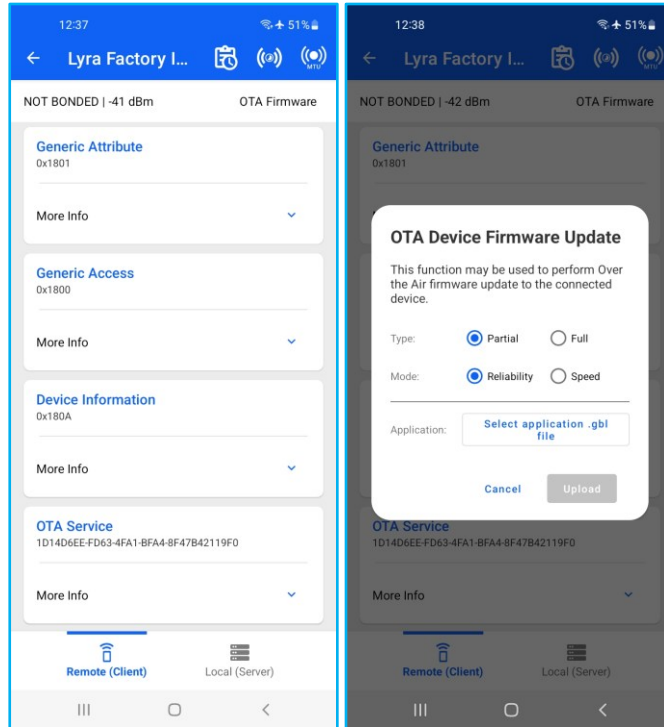 12:37
51%
Lyra Factory I...
NOT BONDED | -41 dBm
OTA Firmware
Generic Attribute
0x1801
More Info
Generic Access
0x1800
More Info
Device Information
0x180A
More Info
OTA Service
1D14D6EE-FD63-4FA1-BFA4-8F47B42119F0
More Info
Remote (Client)
Local (Server)
12:38
51%
Lyra Factory I...
MTU
NOT BONDED | -42 dBm
OTA Firmware
Generic Attribute
0x1801
OTA Device Firmware Update
This function may be used to perform Over
the Air firmware update to the connected
device.
Type:
Partial
Full
Mode:
Reliability
Speed
Application:
Select application .gbl
file
Cancel
Upload
OTA Service
1D14D6EE-FD63-4FA1-BFA4-8F47B42119F0
More Info
Remote (Client)
Local (Server)